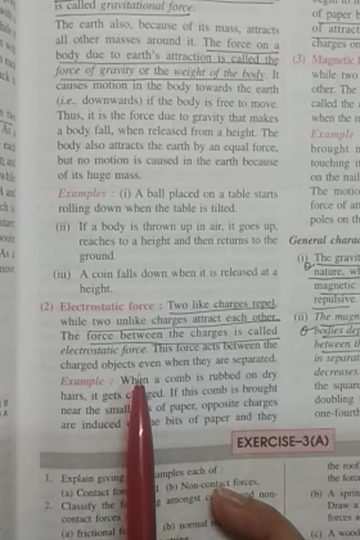 is called gravitational force.
The earth also, because of its mass, attracts
all other masses around it. The force on a
body due to earth's attraction is called the
force of gravity or the weight of the body. It
causes motion in the body towards the earth
(i.e., downwards) if the body is free to move.
Thus, it is the force due to gravity that makes
a body fall, when released from a height. The
body also attracts the earth by an equal force,
but no motion is caused in the earth because
of its huge mass.
Examples : (i) A ball placed on a table starts
rolling down when the table is tilted.
(ii) If a body is thrown up in air, it goes up,
reaches to a height and then returns to the
ground.
(iii) A coin falls down when it is released at a
height.
(2) Electrostatic force : Two like charges repel,
while two unlike charges attract each other.
The force between the charges is called
electrostatic force. This force acts between the
charged objects even when they are separated.
Example : When a comb is rubbed on dry
hairs, it gets If this comb is brought
near the small of paper, opposite charges
are induced bits of paper and they
EXERCISE-3(A)
1. Explain giving each of :
(a) Contact (b) Non-contact forces.
2. Classify the amongst and non-
contact forces
(a) (b) normal
of paper
of attract
charges on
(3) Magnetic
while two
other. The
called the
when the
Example
brought
touching
on the nail
The motio
force of
poles on th
General charac
(i) The gravit
nature, w
magnetic
repulsive
(ii) The magn
bodies dep
between th
in separat
decreases.
the squar
doubling
one-fourth
the roof
the force
(b) A sprin
Draw a
forces a
(c) A wood